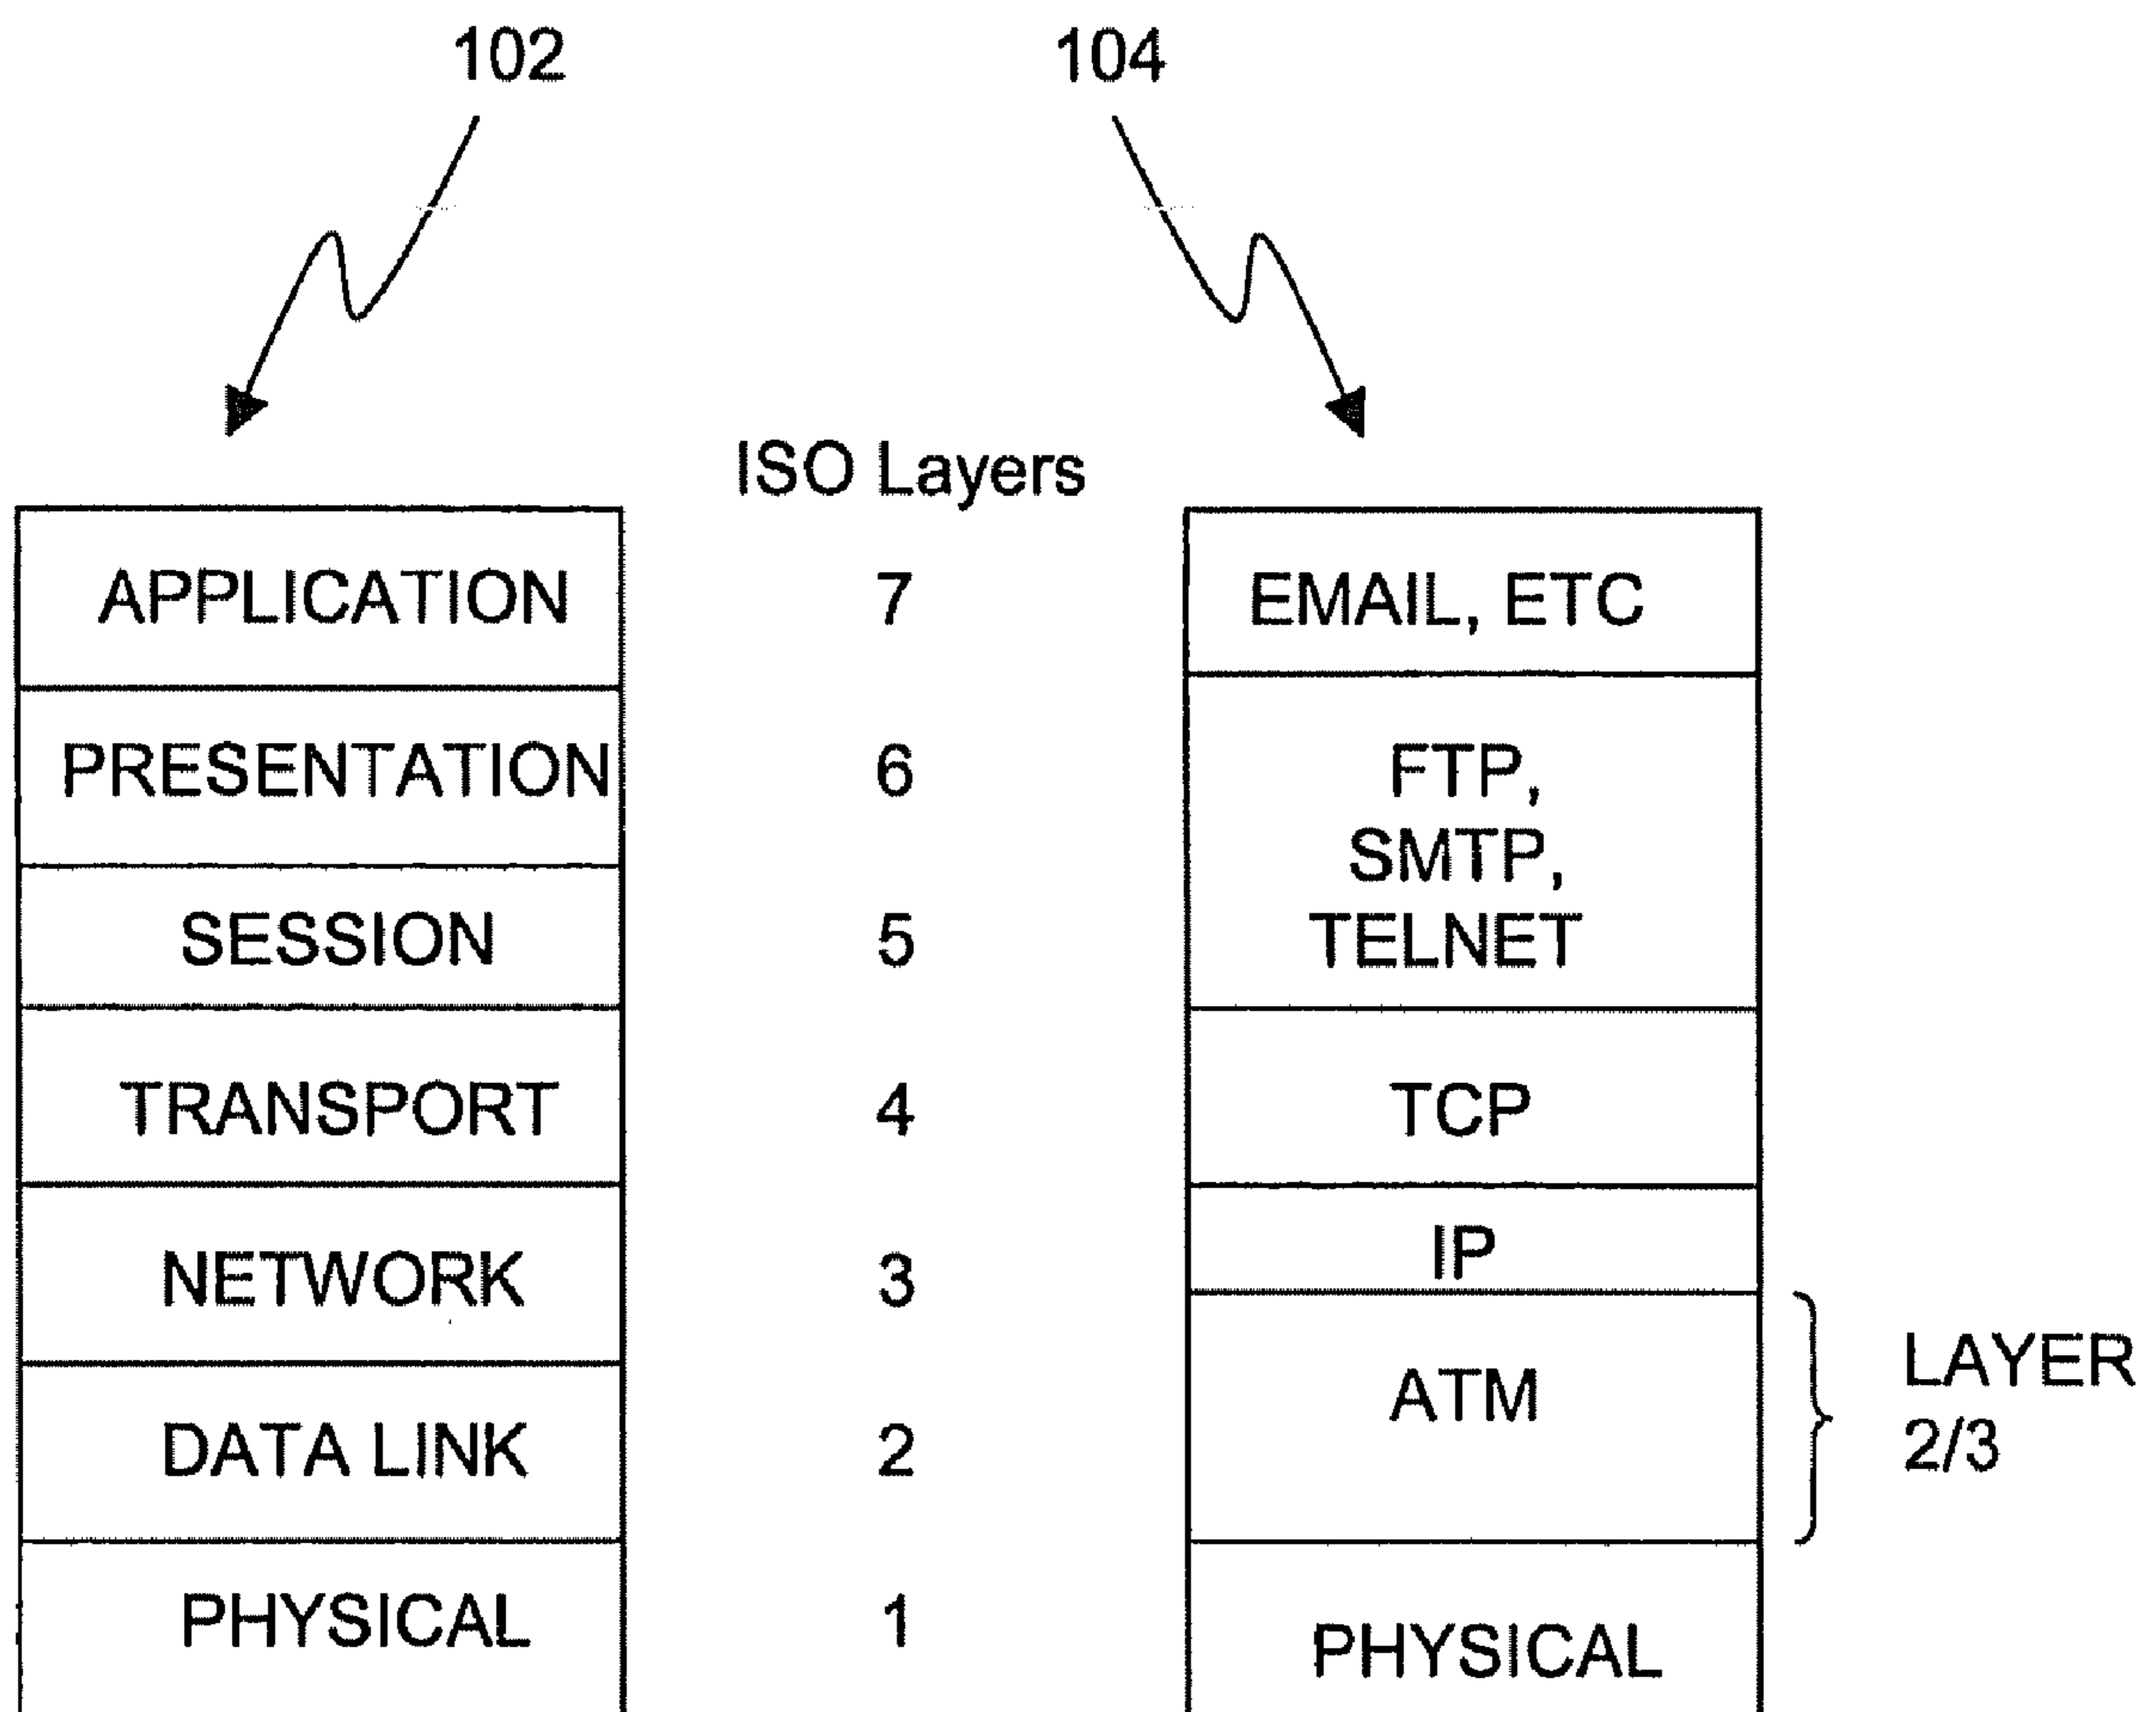 102
104
ISO Layers
APPLICATION
7
EMAIL, ETC
PRESENTATION
6
FTP,
SMTP,
TELNET
SESSION
5
TRANSPORT
4
TCP
NETWORK
3
IP
DATA LINK
2
ATM
LAYER
2/3
PHYSICAL
1
PHYSICAL